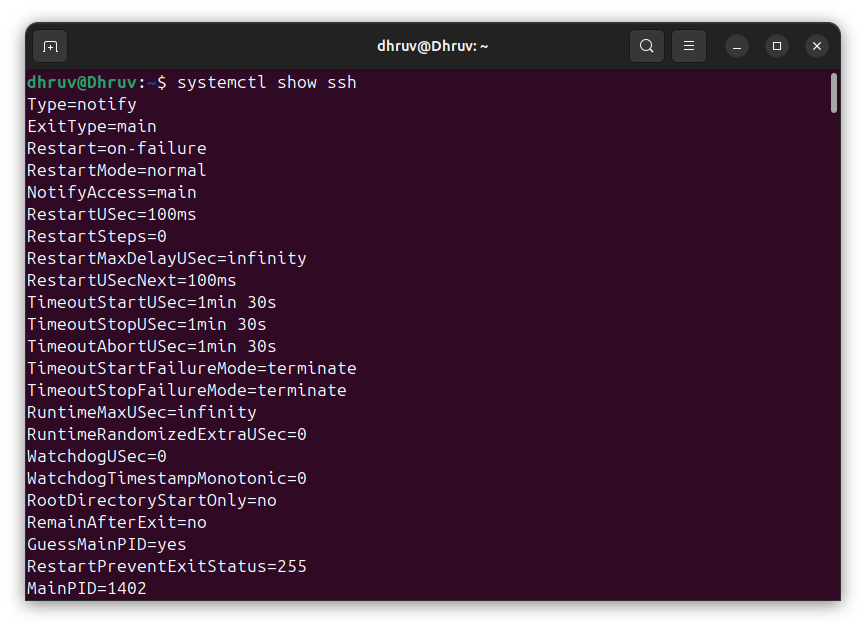 dhruv@Dhruv: ~
dhruv@Dhruv:~$ systemctl show ssh
Type=notify
ExitType=main
Restart=on-failure
RestartMode=normal
NotifyAccess=main
RestartUSec=100ms
RestartSteps=0
RestartMaxDelayUSec=infinity
RestartUSecNext=100ms
TimeoutStartUSec=1min 30s
TimeoutStopUSec=1min 30s
TimeoutAbortUSec=1min 30s
TimeoutStartFailureMode=terminate
TimeoutStopFailureMode=terminate
RuntimeMaxUSec=infinity
RuntimeRandomizedExtraUSec=0
WatchdogUSec=0
WatchdogTimestampMonotonic=0
RootDirectoryStartOnly=no
RemainAfterExit=no
GuessMainPID=yes
RestartPreventExitStatus=255
MainPID=1402